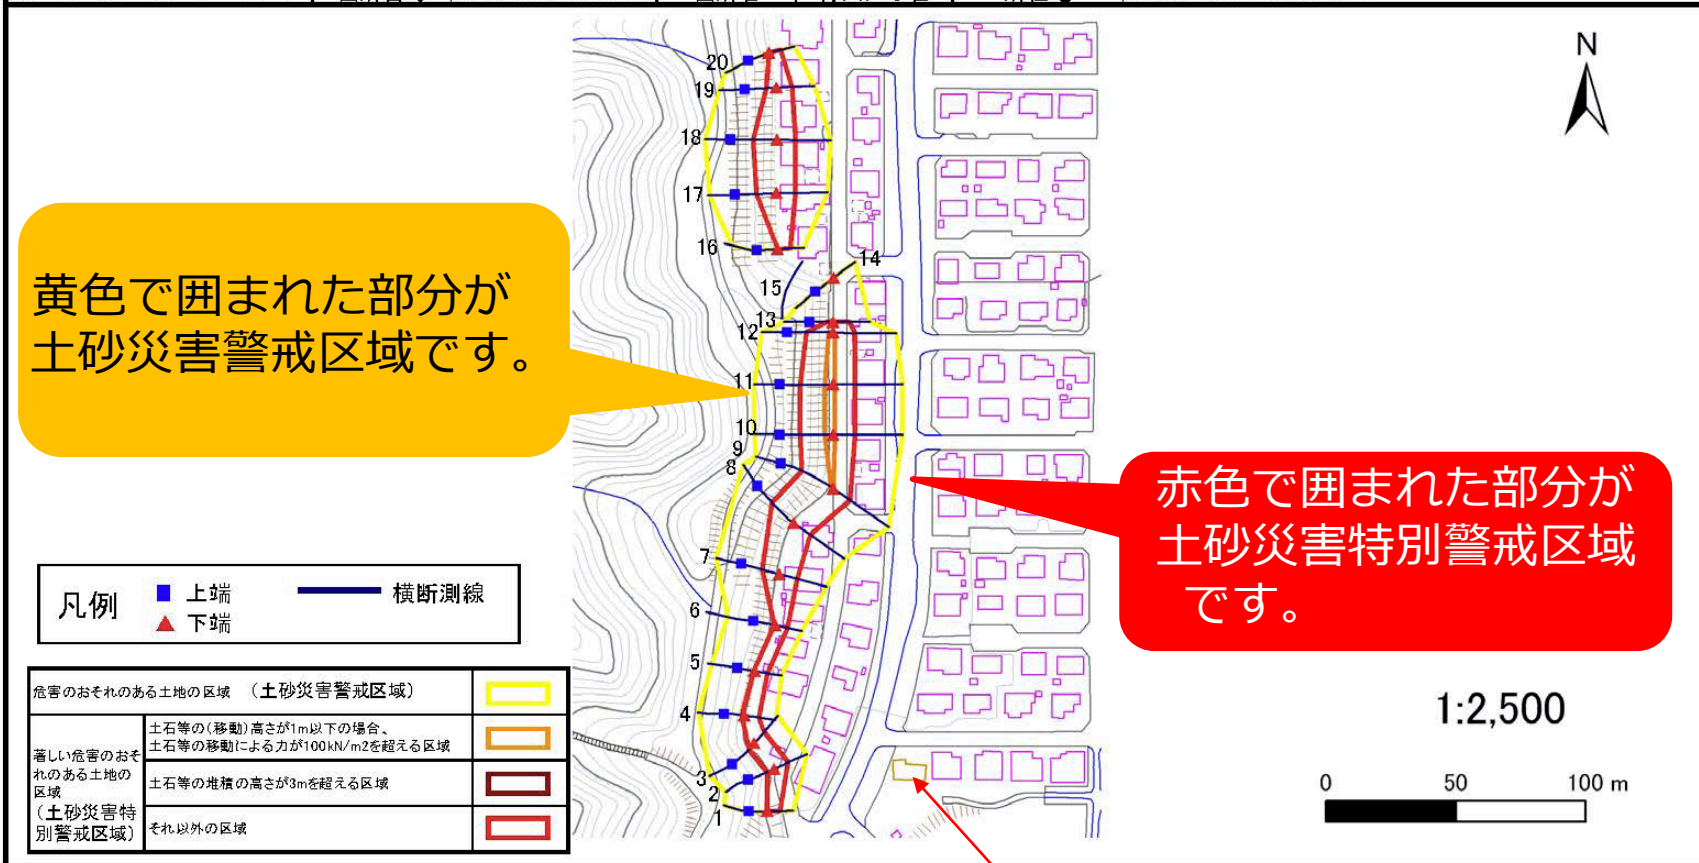 N
黄色で囲まれた部分が
土砂災害警戒区域です。
赤色で囲まれた部分が
土砂災害特別警戒区域
です。
20
19
18
17
16
14
15
13
12
11
10
9
8
7
6
5
4
3
2
1
凡例
上端
下端
横断測線
危害のおそれのある土地の区域 (土砂災害警戒区域)
著しい危害のおそ
れのある土地の
区域
(土砂災害特
別警戒区域)
土石等の(移動)高さが1m以下の場合、
土石等の移動による力が100kN/m2を超える区域
土石等の堆積の高さが3mを超える区域
それ以外の区域
1:2,500
0 50 100 m